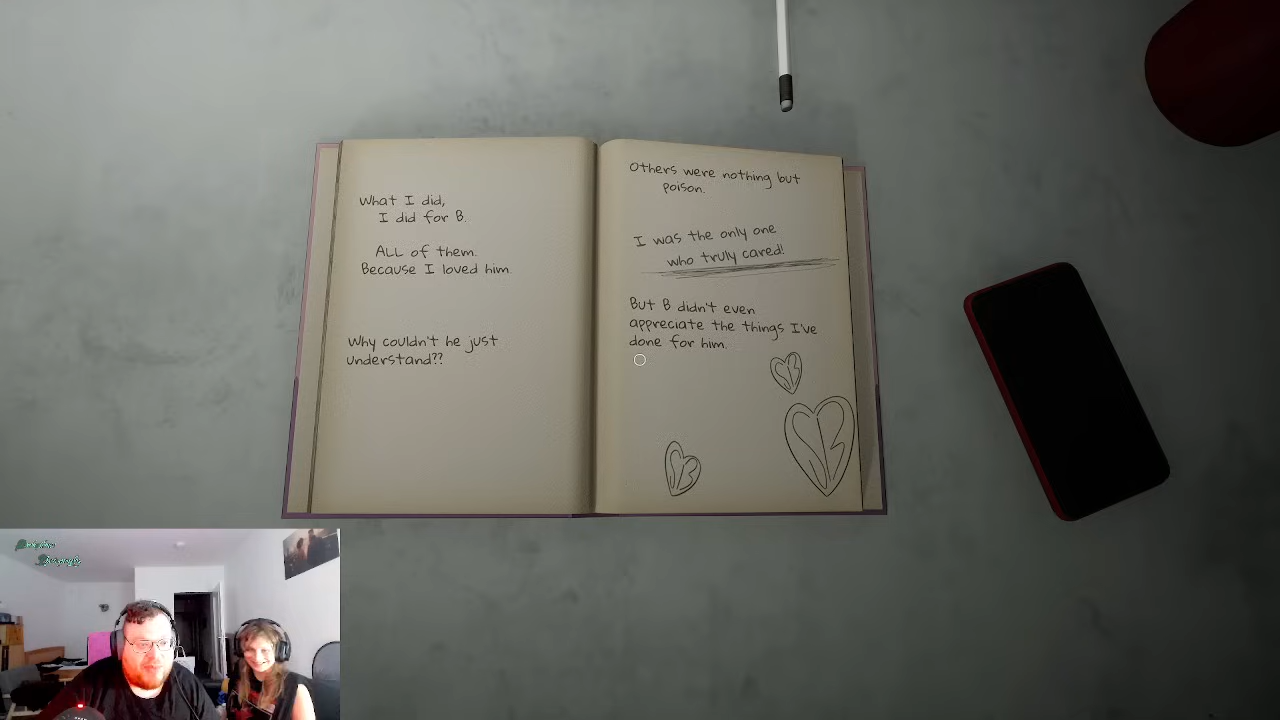 What I did,
I did for B.
ALL of them.
Because I loved him.
Why couldn't he just
understand??
Others were nothing but
poison.
I was the only one
who truly cared!
But B didn't even
appreciate the things I've
done for him.